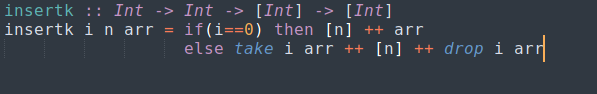 insertk :: Int -> Int -> [Int] -> [Int]
insertk i n arr = if(i==0) then [n] ++ arr
else take i arr ++ [n] ++ drop i arr